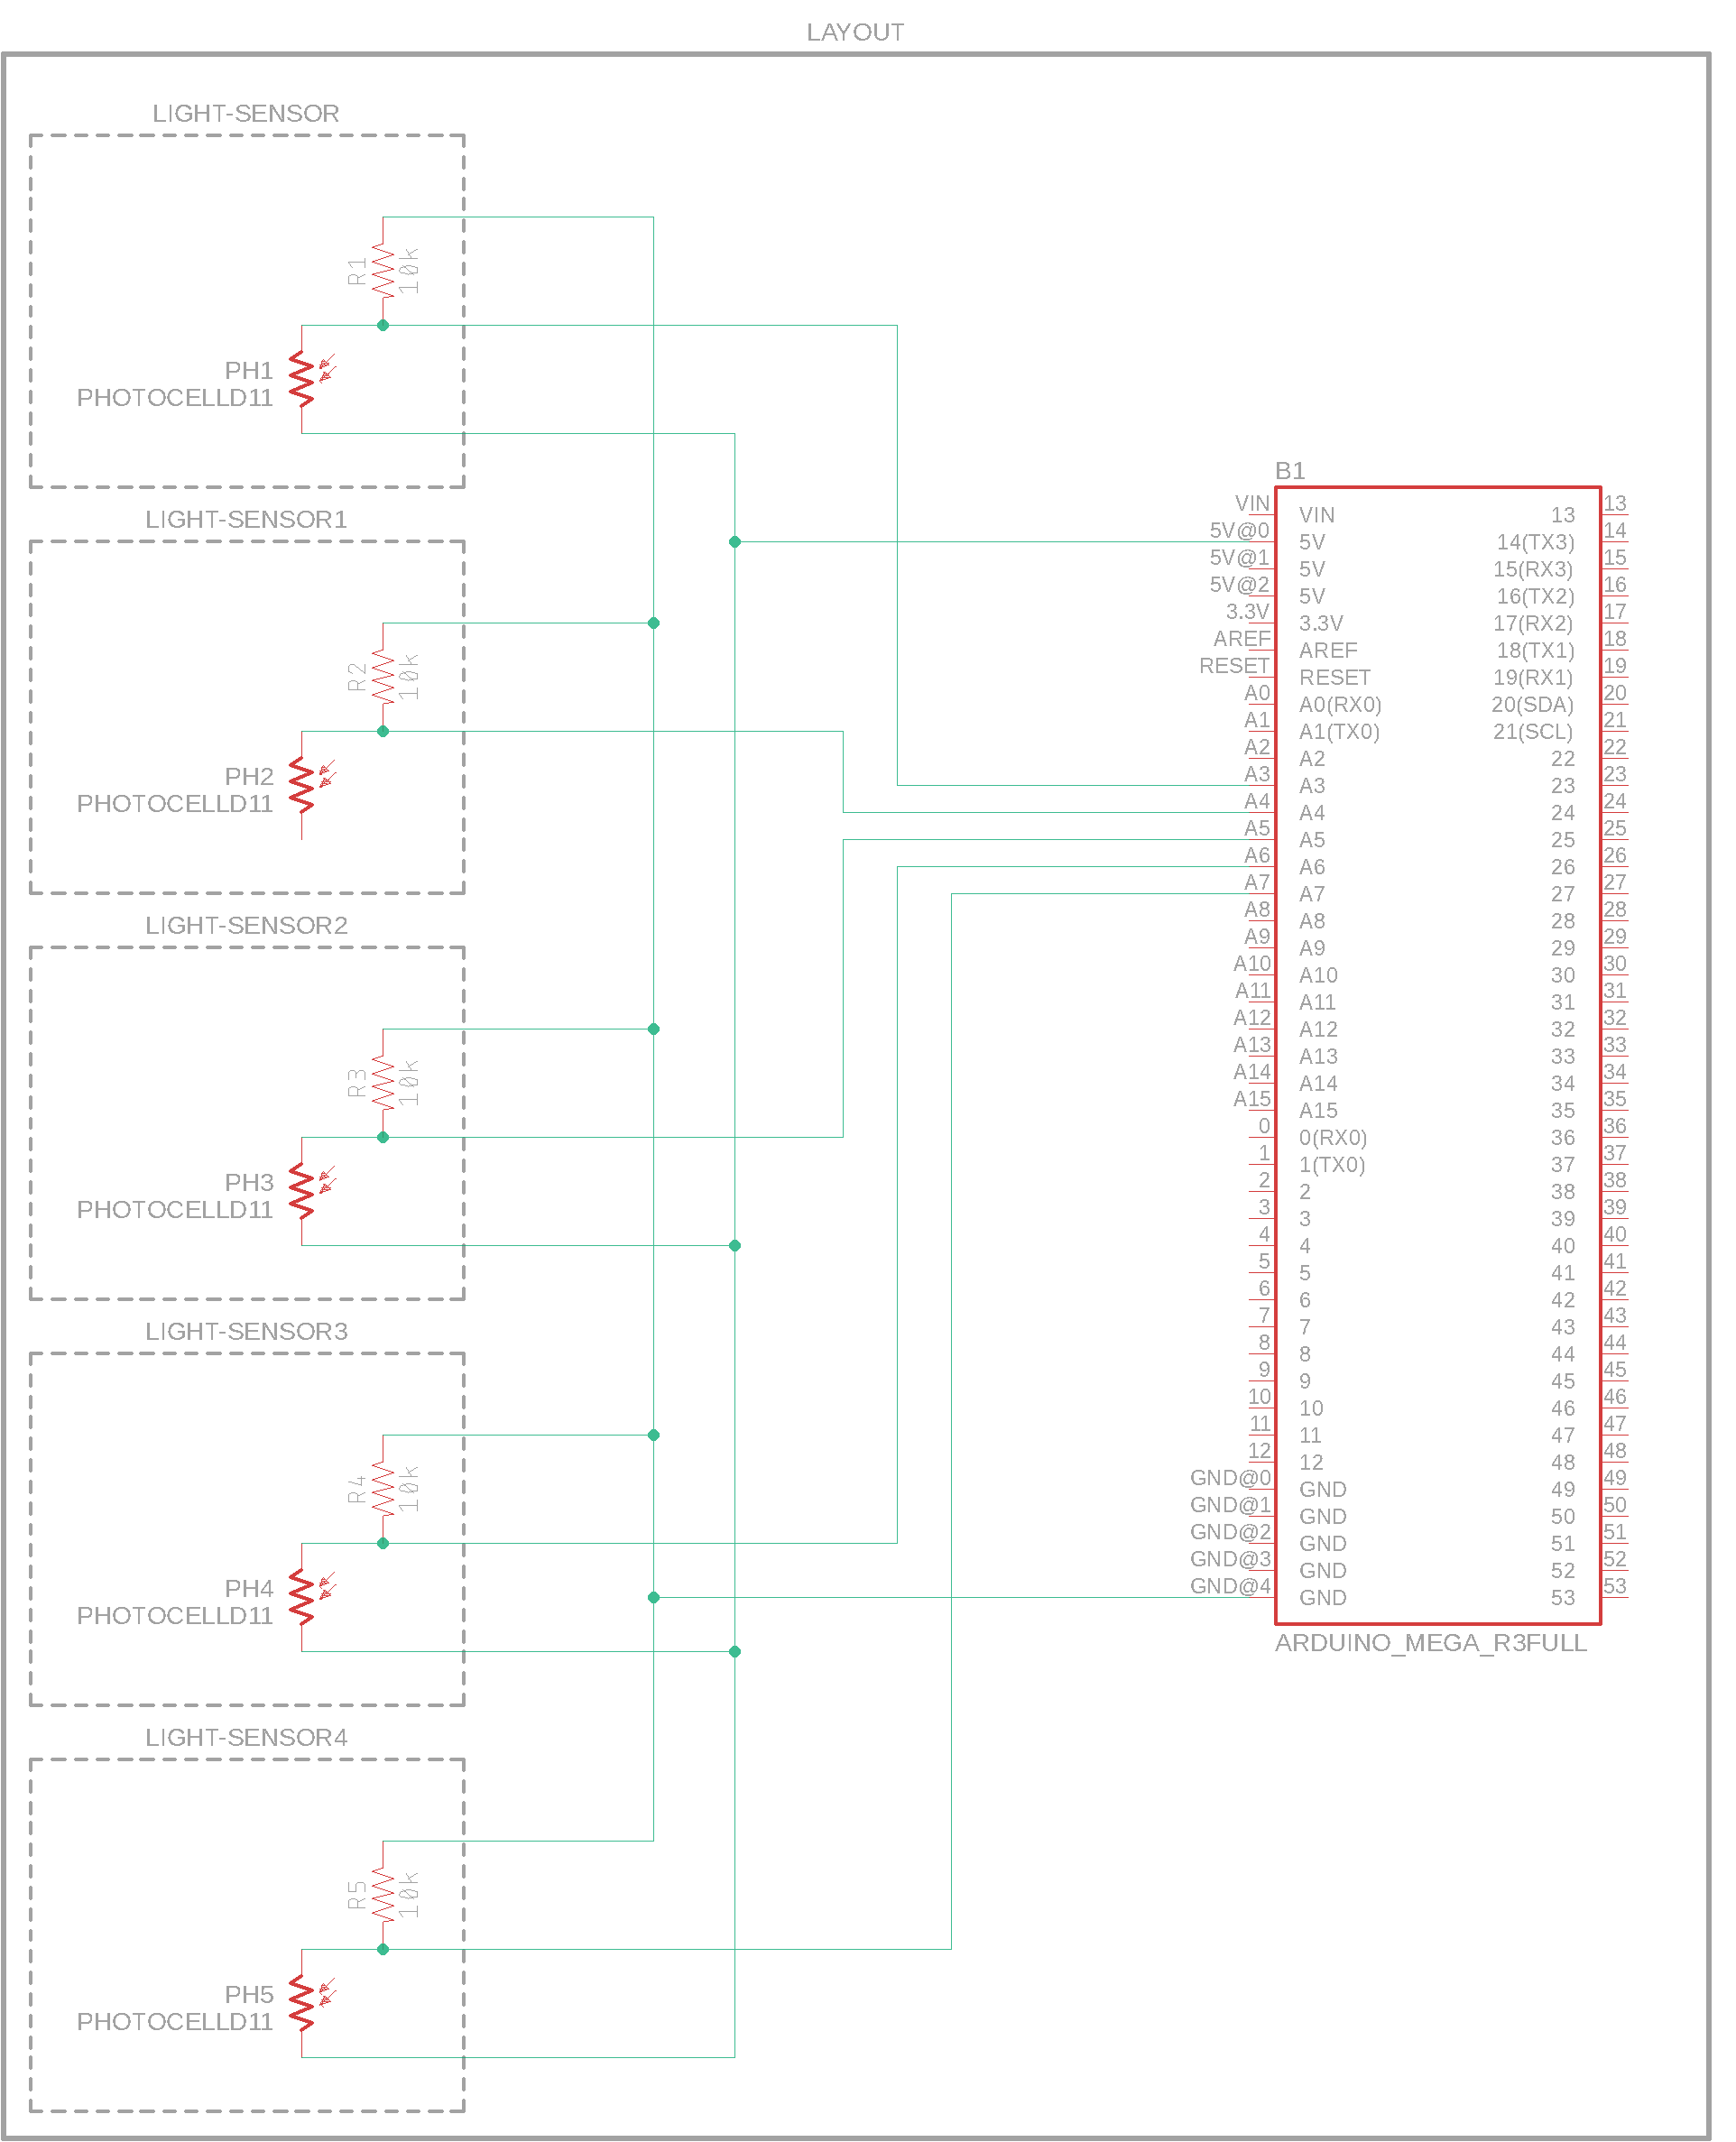 LAYOUT
LIGHT-SENSOR
R1
10k
PH1
PHOTOCELLD11
LIGHT-SENSOR1
R2
10k
PH2
PHOTOCELLD11
LIGHT-SENSOR2
R3
10k
PH3
PHOTOCELLD11
LIGHT-SENSOR3
R4
10k
PH4
PHOTOCELLD11
LIGHT-SENSOR4
R5
10k
PH5
PHOTOCELLD11
B1
VIN VIN 13 13
5V@0 5V 14(TX3) 14
5V@1 5V 15(RX3) 15
5V@2 5V 16(TX2) 16
3.3V 3.3V 17(RX2) 17
AREF AREF 18(TX1) 18
RESET RESET 19(RX1) 19
A0 A0(RX0) 20(SDA) 20
A1 A1(TX0) 21(SCL) 21
A2 A2 22 22
A3 A3 23 23
A4 A4 24 24
A5 A5 25 25
A6 A6 26 26
A7 A7 27 27
A8 A8 28 28
A9 A9 29 29
A10 A10 30 30
A11 A11 31 31
A12 A12 32 32
A13 A13 33 33
A14 A14 34 34
A15 A15 35 35
0 0(RX0) 36 36
1 1(TX0) 37 37
2 2 38 38
3 3 39 39
4 4 40 40
5 5 41 41
6 6 42 42
7 7 43 43
8 8 44 44
9 9 45 45
10 10 46 46
11 11 47 47
12 12 48 48
GND@0 GND 49 49
GND@1 GND 50 50
GND@2 GND 51 51
GND@3 GND 52 52
GND@4 GND 53 53
ARDUINO_MEGA_R3FULL